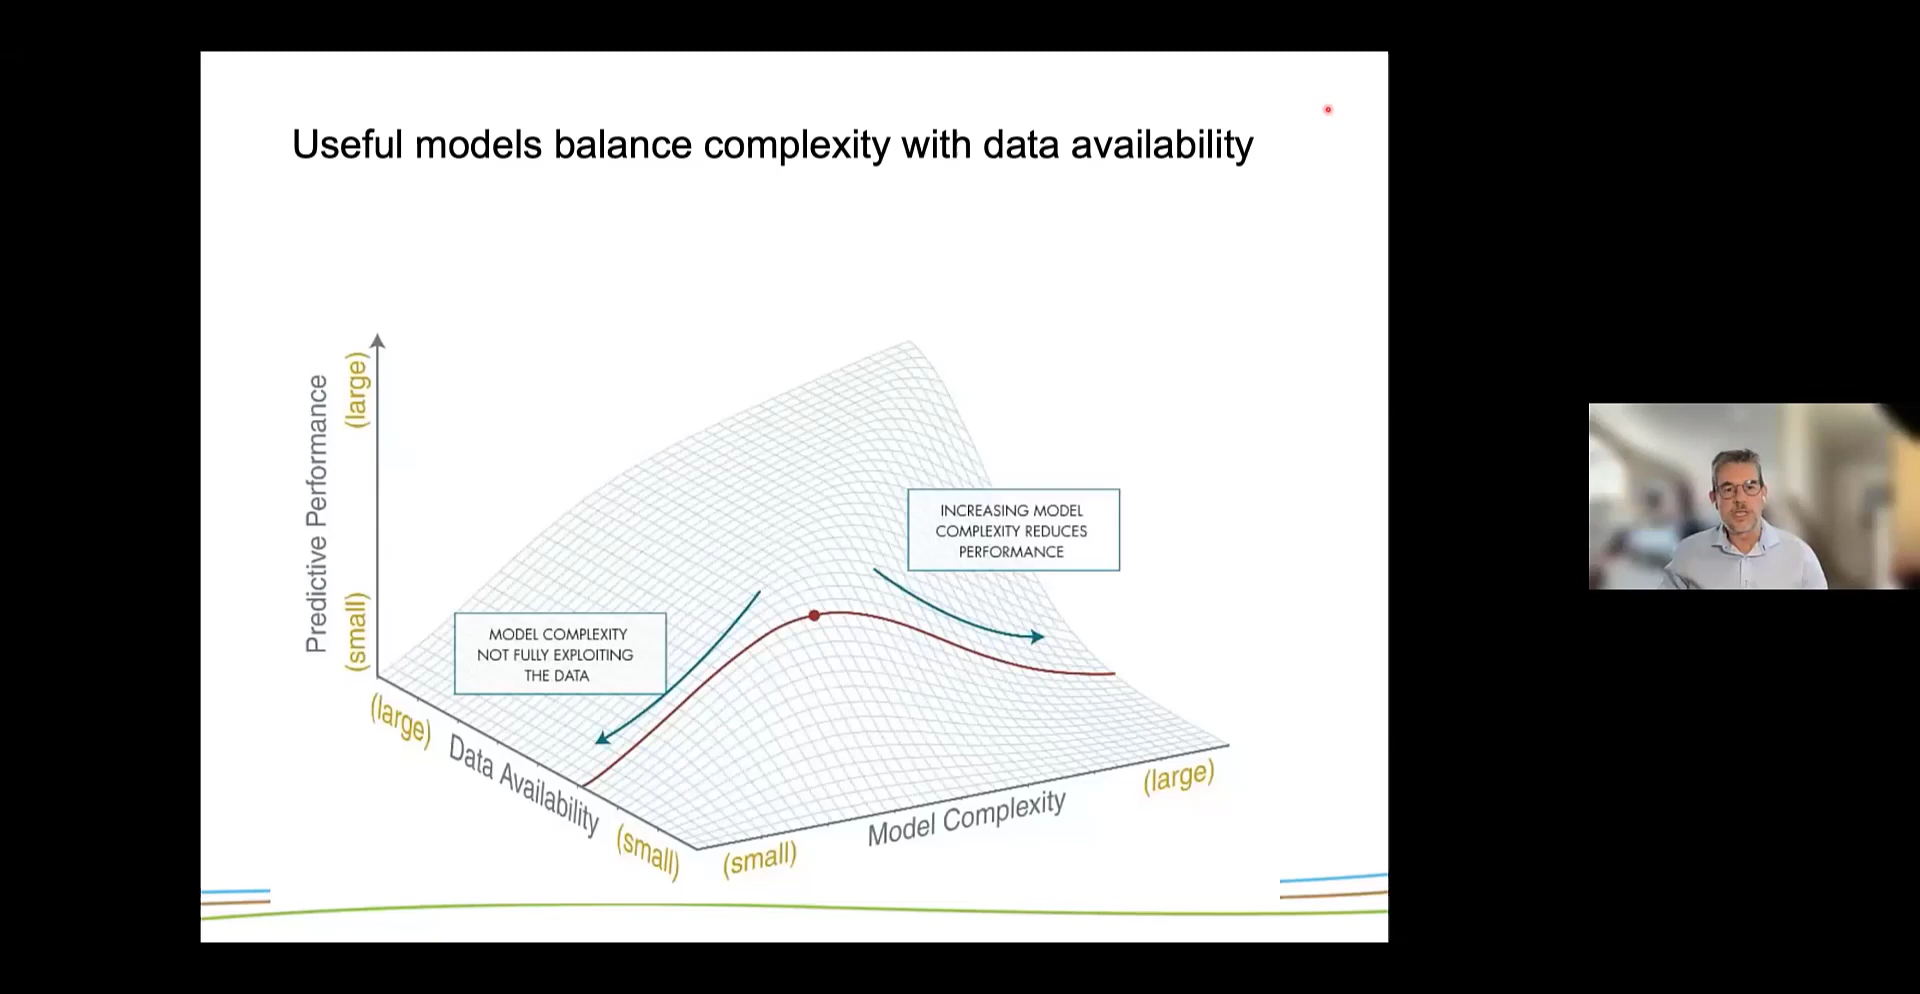 Useful models balance complexity with data availability
Predictive Performance
(large)
(small)
INCREASING MODEL
COMPLEXITY REDUCES
PERFORMANCE
MODEL COMPLEXITY
NOT FULLY EXPLOITING
THE DATA
(large)
Data Availability
(small)
(small)
Model Complexity
(large)